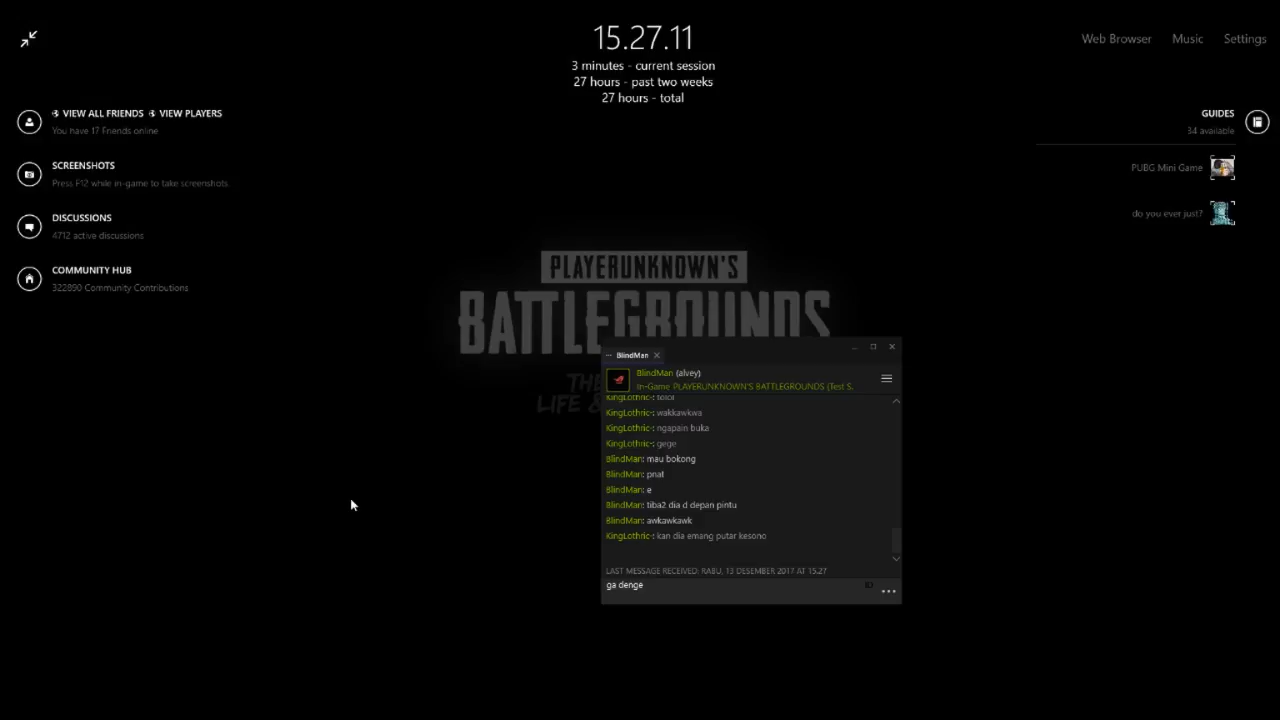 15.27.11
3 minutes - current session
27 hours - past two weeks
27 hours - total
Web Browser Music Settings
VIEW ALL FRIENDS VIEW PLAYERS
You have 17 Friends online
SCREENSHOTS
Press F12 while in-game to take screenshots.
DISCUSSIONS
4712 active discussions
COMMUNITY HUB
322890 Community Contributions
GUIDES
34 available
PUBG Mini Game
do you ever just?
PLAYERUNKNOWN'S
BATTLEGROUNDS
LIFE &
BlindMan
BlindMan (alvey)
In-Game PLAYERUNKNOWN'S BATTLEGROUNDS (Test S.
KingLothric-: tolol
KingLothric-: wakkawkwa
KingLothric-: ngapain buka
KingLothric-: gege
BlindMan: mau bokong
BlindMan: pnat
BlindMan: e
BlindMan: tiba2 dia d depan pintu
BlindMan: awkawkawk
KingLothric-: kan dia emang putar kesono
LAST MESSAGE RECEIVED: RABU, 13 DESEMBER 2017 AT 15.27
ga denge